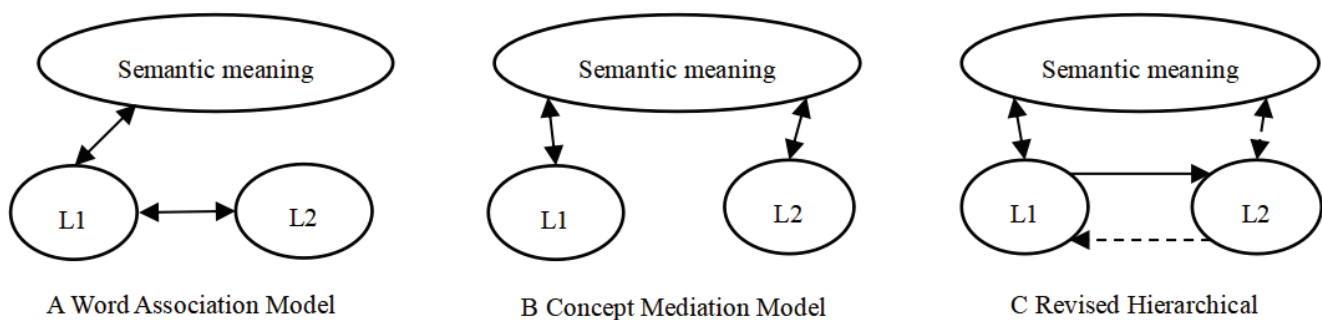 Semantic meaning
L1
L2
A Word Association Model
Semantic meaning
L1
L2
B Concept Mediation Model
Semantic meaning
L1
L2
C Revised Hierarchical